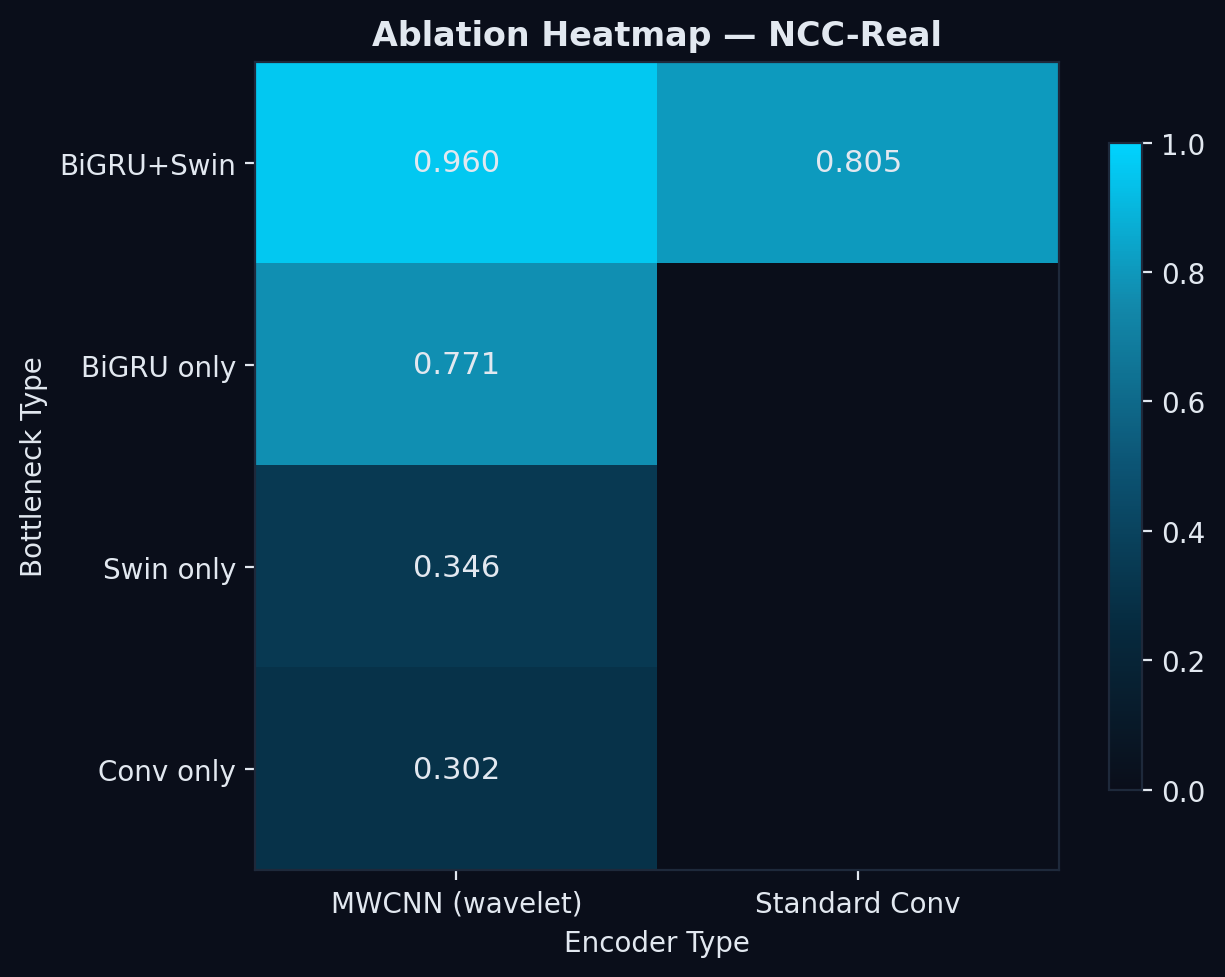 Ablation Heatmap — NCC-Real
BiGRU+Swin
0.960
0.805
BiGRU only
0.771
Swin only
0.346
Conv only
0.302
Bottleneck Type
MWCNN (wavelet)
Standard Conv
Encoder Type
1.0
0.8
0.6
0.4
0.2
0.0